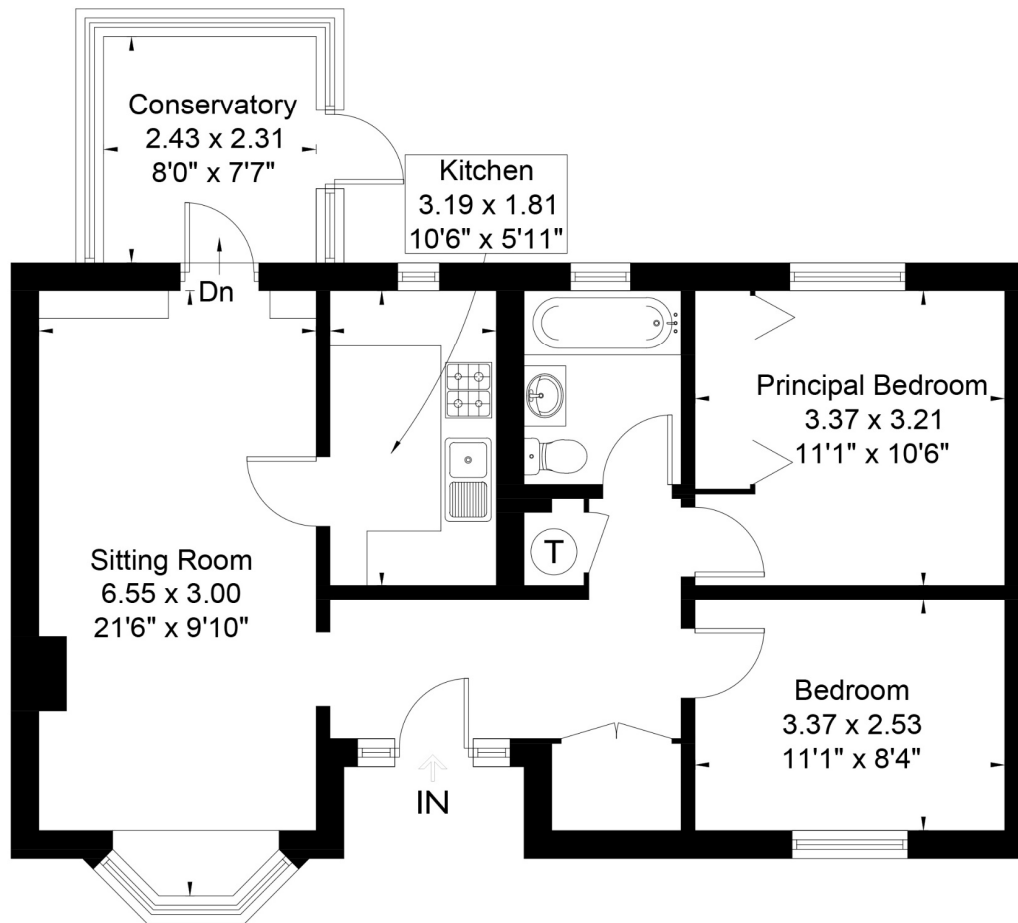 Conservatory
2.43 x 2.31
8'0" x 7'7"
Kitchen
3.19 x 1.81
10'6" x 5'11"
Dn
Principal Bedroom
3.37 x 3.21
11'1" x 10'6"
T
Sitting Room
6.55 x 3.00
21'6" x 9'10"
Bedroom
3.37 x 2.53
11'1" x 8'4"
IN